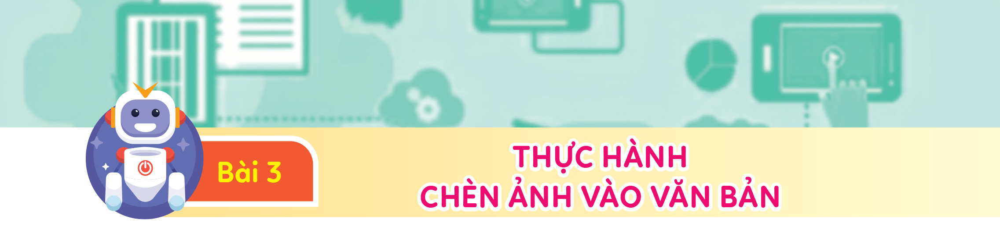 Bài 3
THỰC HÀNH
CHÈN ẢNH VÀO VĂN BẢN